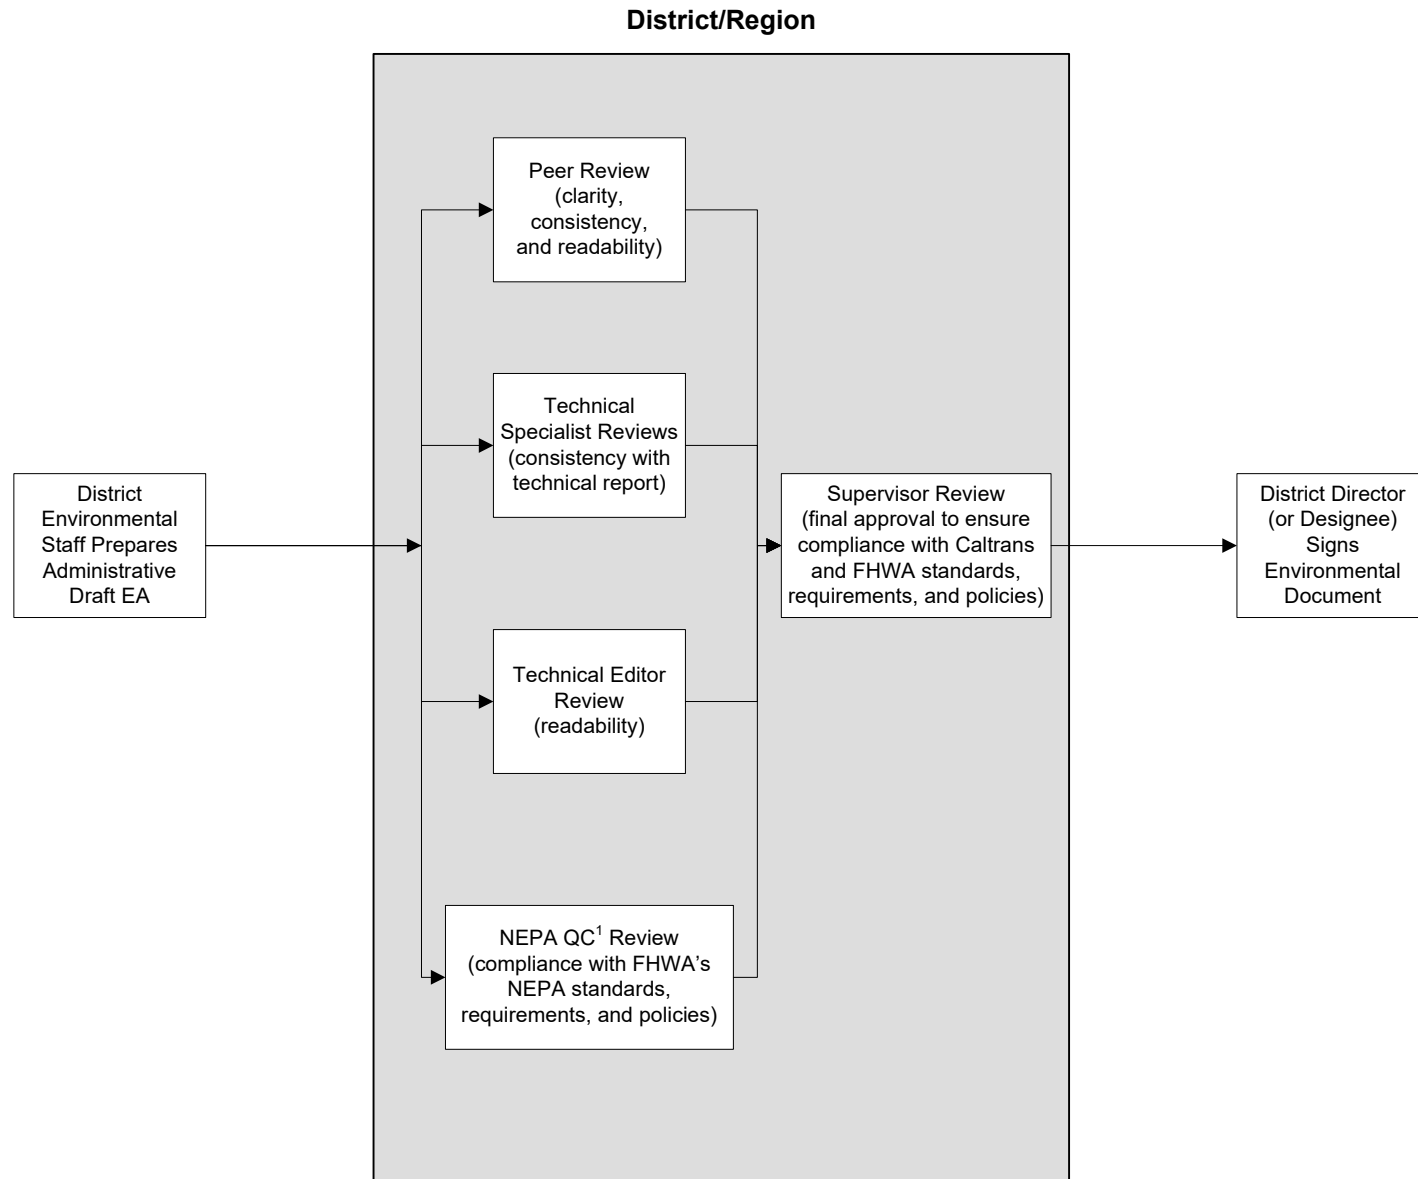 District/Region
Peer Review
(clarity,
consistency,
and readability)
Technical
Specialist Reviews
(consistency with
technical report)
District
Environmental
Staff Prepares
Administrative
Draft EA
Supervisor Review
(final approval to ensure
compliance with Caltrans
and FHWA standards,
requirements, and policies)
District Director
(or Designee)
Signs
Environmental
Document
Technical Editor
Review
(readability)
NEPA QC¹ Review
(compliance with FHWA’s
NEPA standards,
requirements, and policies)